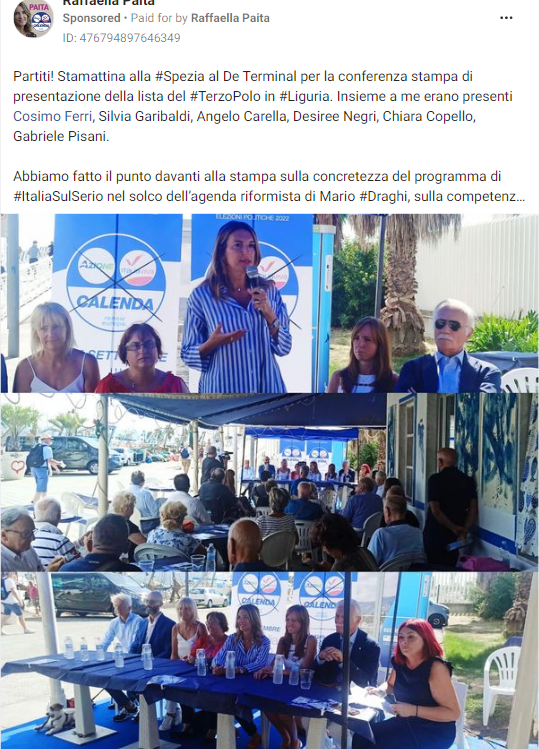 Raffaella Paita
Sponsored • Paid for by Raffaella Paita
ID: 476794897646349
Partiti! Stamattina alla #Spezia al De Terminal per la conferenza stampa di
presentazione della lista del #TerzoPolo in #Liguria. Insieme a me erano presenti
Cosimo Ferri, Silvia Garibaldi, Angelo Carella, Desiree Negri, Chiara Copello,
Gabriele Pisani.
Abbiamo fatto il punto davanti alla stampa sulla concretezza del programma di
#ItaliaSulSerio nel solco dell'agenda riformista di Mario #Draghi, sulla competenz...
PAITA
ELEZIONI POLITICHE 2022
AZIONE
CALENDA
SETTEMBRE
CALENDA
CALENDA